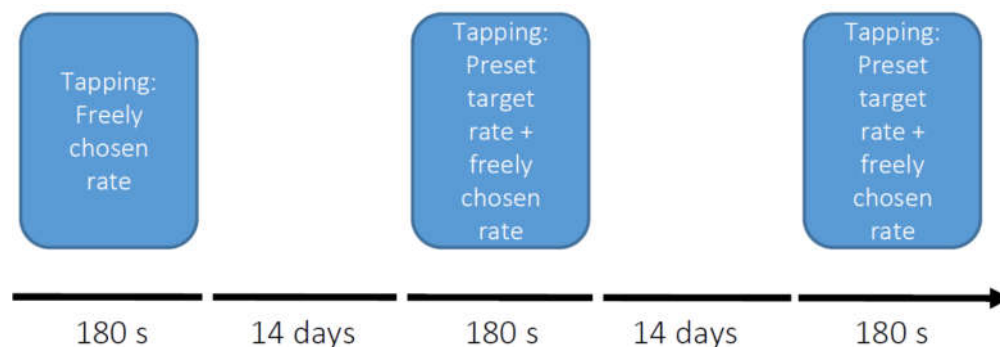 Tapping:
Freely
chosen
rate
Tapping:
Preset
target
rate +
freely
chosen
rate
Tapping:
Preset
target
rate +
freely
chosen
rate
180 s
14 days
180 s
14 days
180 s